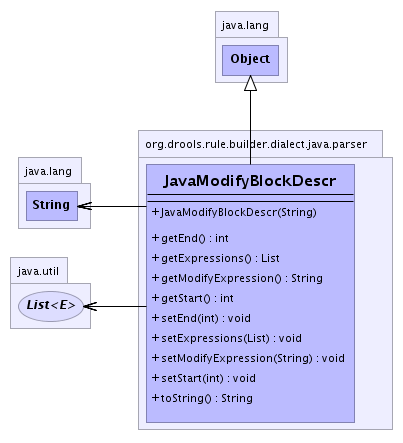 java.lang
Object
org.drools.rule.builder.dialect.java.parser
java.lang
String
java.util
List<E>
JavaModifyBlockDescr
+JavaModifyBlockDescr(String)
+getEnd() : int
+getExpressions() : List
+getModifyExpression() : String
+getStart() : int
+setEnd(int) : void
+setExpressions(List) : void
+setModifyExpression(String) : void
+setStart(int) : void
+toString() : String